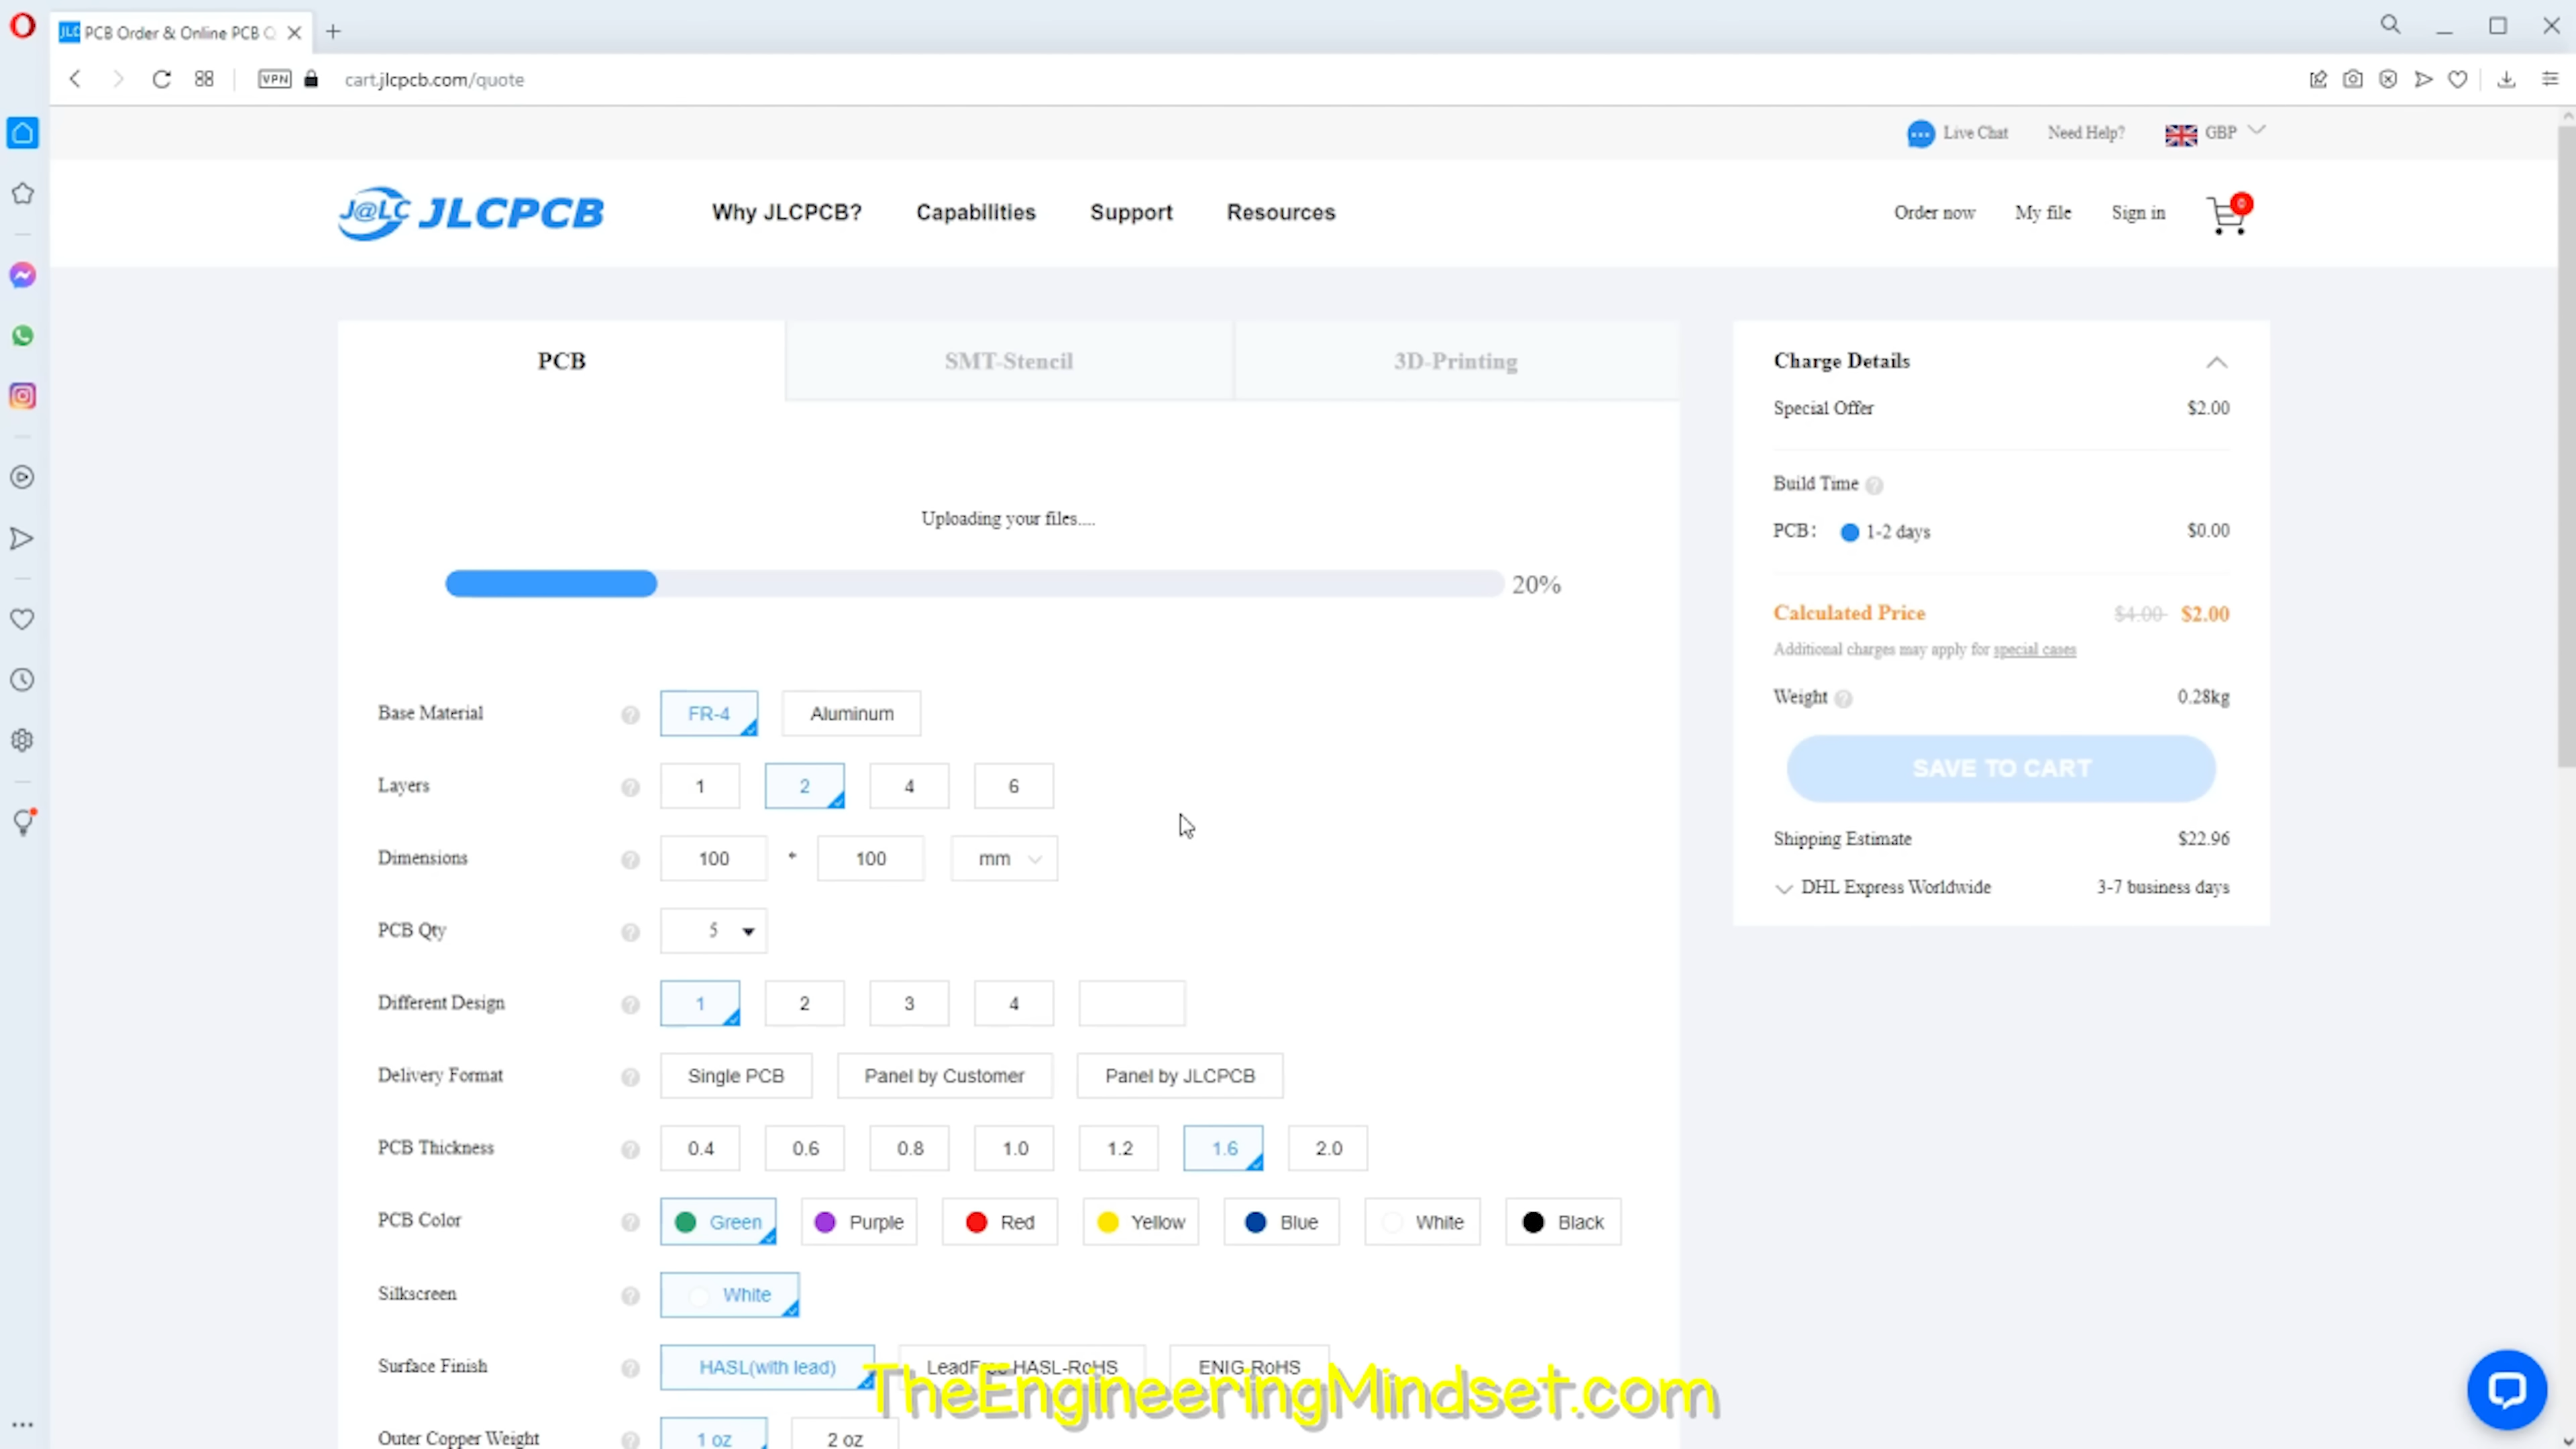 PCB Order & Online PCB Q
VPN
cart.jlcpcb.com/quote
Live Chat
Need Help?
GBP
J@LC JLCPCB
Why JLCPCB?
Capabilities
Support
Resources
Order now
My file
Sign in
0
PCB
SMT-Stencil
3D-Printing
Uploading your files....
20%
Base Material ? FR-4 Aluminum
Layers ? 1 2 4 6
Dimensions ? 100 * 100 mm
PCB Qty ? 5
Different Design ? 1 2 3 4
Delivery Format ? Single PCB Panel by Customer Panel by JLCPCB
PCB Thickness ? 0.4 0.6 0.8 1.0 1.2 1.6 2.0
PCB Color ? Green Purple Red Yellow Blue White Black
Silkscreen ? White
Surface Finish ? HASL(with lead) LeadFree HASL-RoHS ENIG-RoHS
Outer Copper Weight ? 1 oz 2 oz
Charge Details
Special Offer $2.00
Build Time ?
PCB: 1-2 days $0.00
Calculated Price $4.00 $2.00
Additional charges may apply for special cases
Weight ? 0.28kg
SAVE TO CART
Shipping Estimate $22.96
DHL Express Worldwide 3-7 business days
TheEngineeringMindset.com